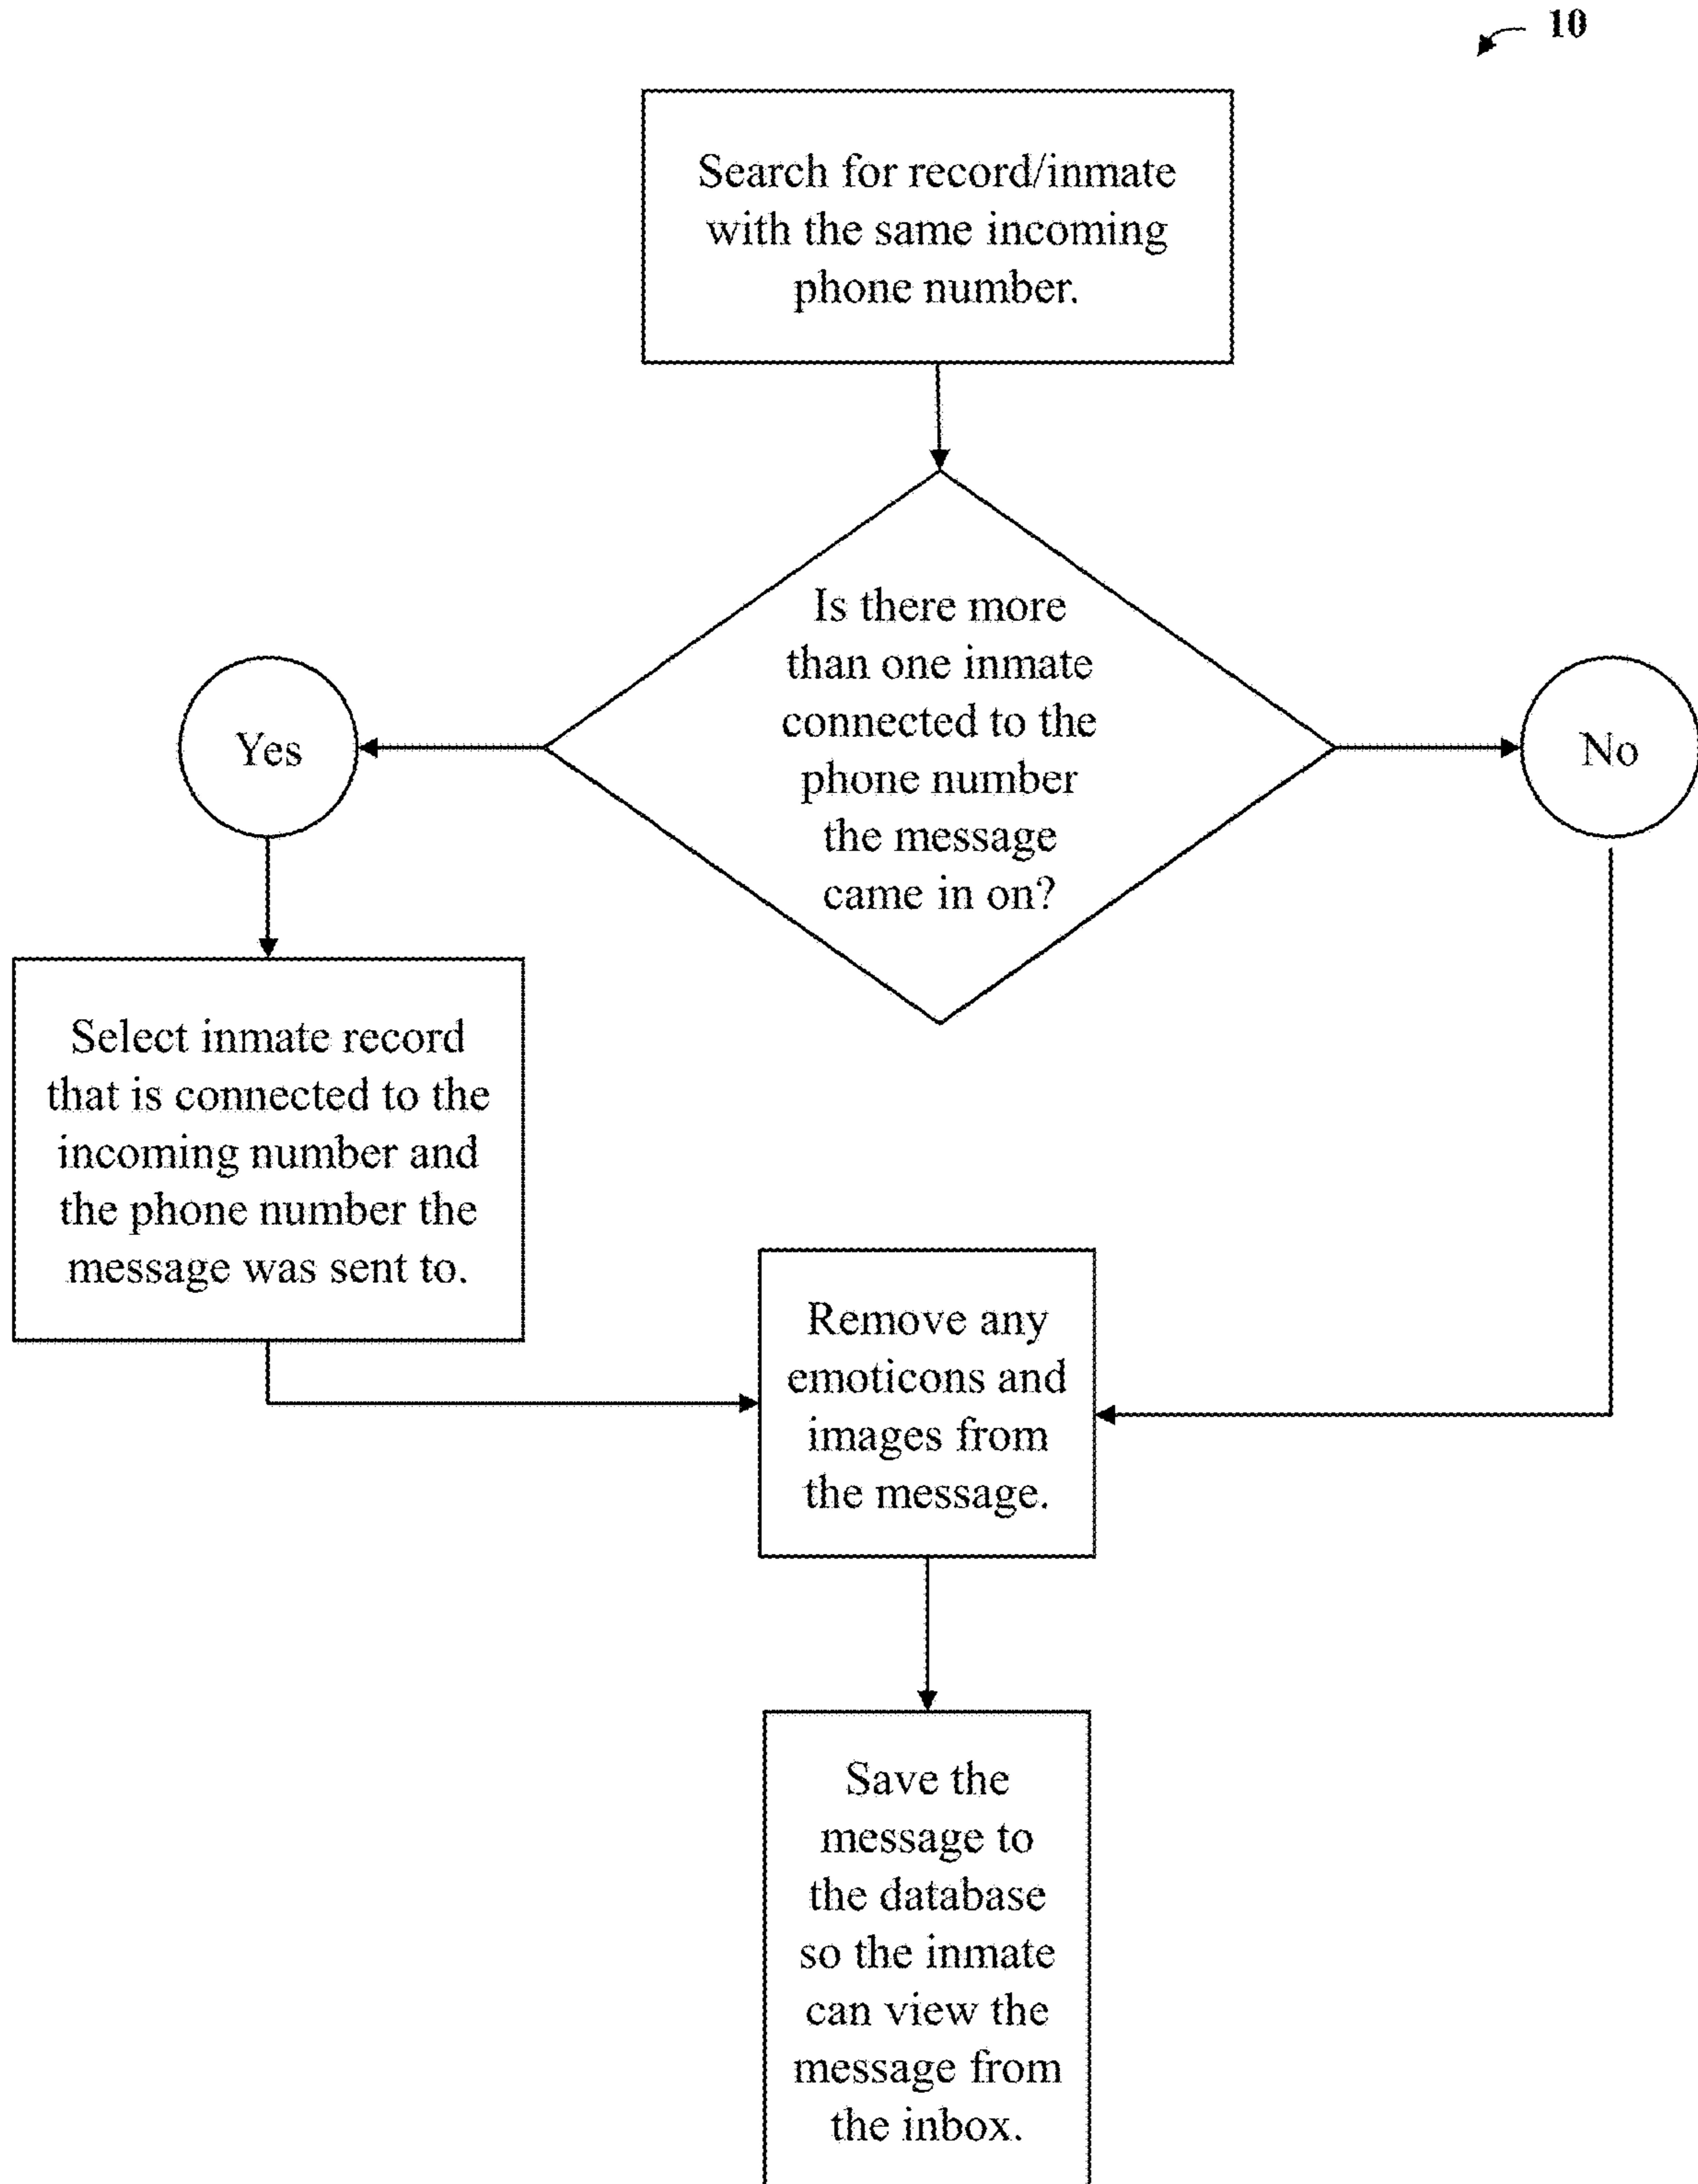 10
Search for record/inmate
with the same incoming
phone number.
Is there more
than one inmate
connected to the
phone number
the message
came in on?
Yes
No
Select inmate record
that is connected to the
incoming number and
the phone number the
message was sent to.
Remove any
emoticons and
images from
the message.
Save the
message to
the database
so the inmate
can view the
message from
the inbox.